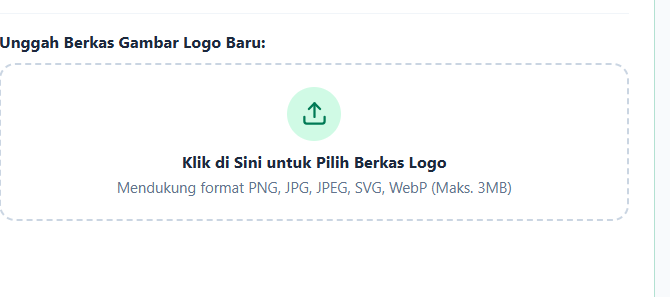 Unggah Berkas Gambar Logo Baru:
Klik di Sini untuk Pilih Berkas Logo
Mendukung format PNG, JPG, JPEG, SVG, WebP (Maks. 3MB)